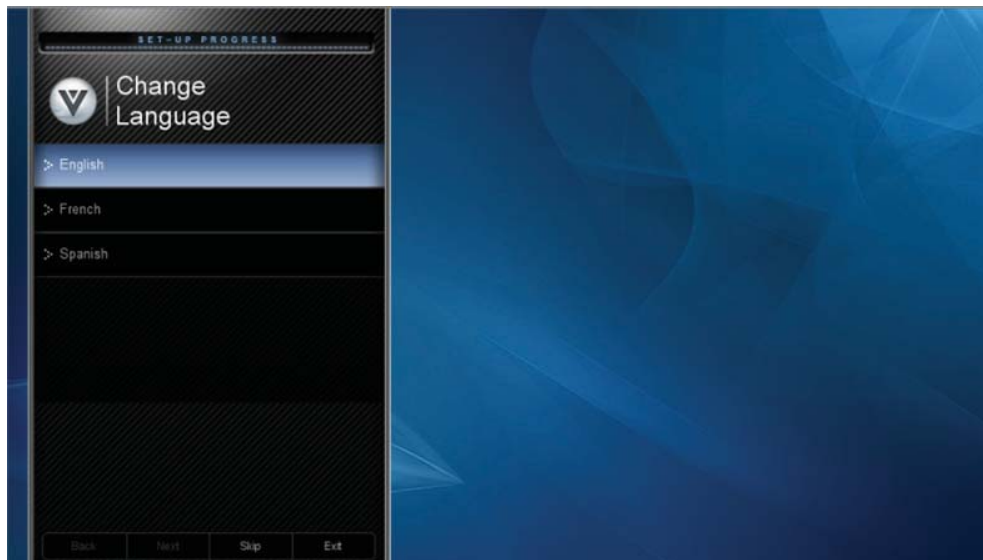 SET-UP PROGRESS
Change
Language
English
French
Spanish
Back Next Skip Exit